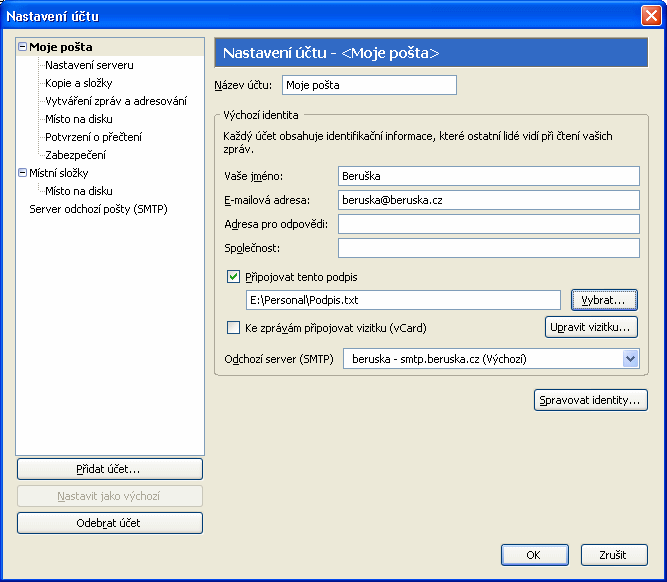 Nastavení účtu
Moje pošta
Nastavení serveru
Kopie a složky
Vytváření zpráv a adresování
Místo na disku
Potvrzení o přečtení
Zabezpečení
Místní složky
Místo na disku
Server odchozí pošty (SMTP)
Přidat účet...
Nastavit jako výchozí
Odebrat účet
Nastavení účtu - <Moje pošta>
Název účtu: Moje pošta
Výchozí identita
Každý účet obsahuje identifikační informace, které ostatní lidé vidí při čtení vašich
zpráv.
Vaše jméno: Beruška
E-mailová adresa: beruska@beruska.cz
Adresa pro odpovědi:
Společnost:
Připojovat tento podpis
E:\Personal\Podpis.txt Vybrat...
Ke zprávám připojovat vizitku (vCard) Upravit vizitku...
Odchozí server (SMTP) beruska - smtp.beruska.cz (Výchozí)
Spravovat identity...
OK Zrušit